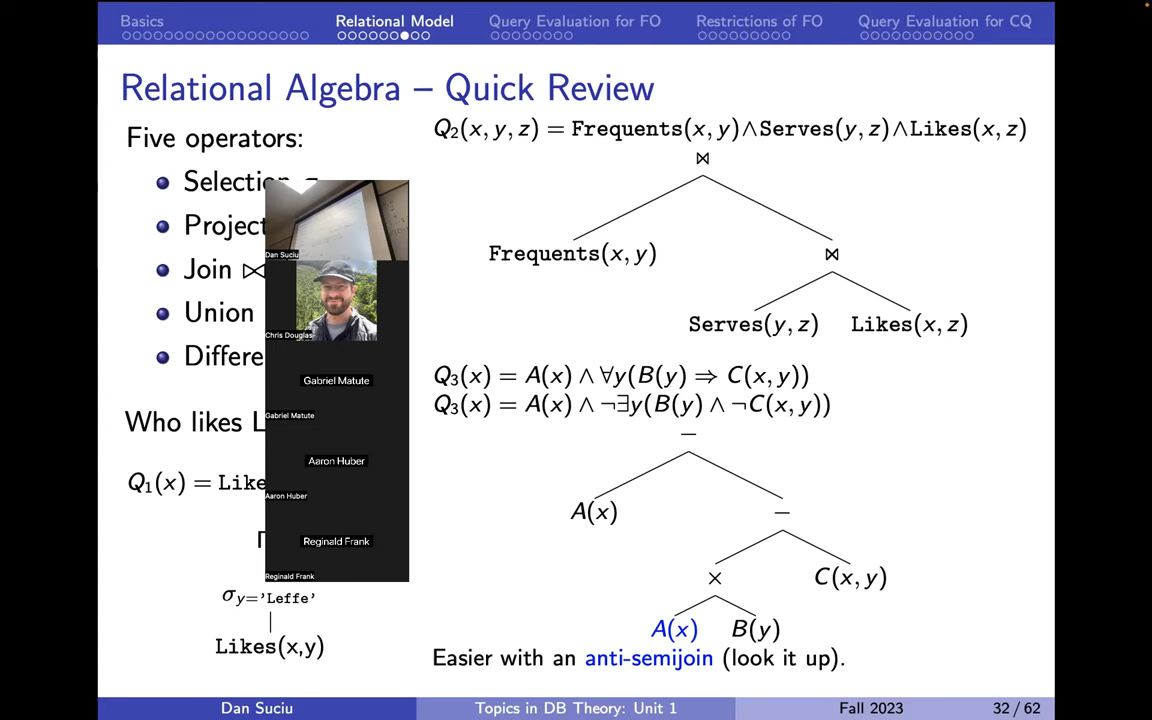 Basics Relational Model Query Evaluation for FO Restrictions of FO Query Evaluation for CQ
Relational Algebra – Quick Review
Five operators:
Selection σ
Project
Join ⋈
Union
Differe
Who likes L
Q₁(x) = Like
Π
σ y='Leffe'
Likes(x,y)
Dan Suciu
Chris Douglas
Gabriel Matute
Gabriel Matute
Aaron Huber
Aaron Huber
Reginald Frank
Reginald Frank
Q₂(x, y, z) = Frequents(x, y)∧Serves(y, z)∧Likes(x, z)
⋈
Frequents(x, y) ⋈
Serves(y, z) Likes(x, z)
Q₃(x) = A(x) ∧ ∀y(B(y) ⇒ C(x, y))
Q₃(x) = A(x) ∧ ¬∃y(B(y) ∧ ¬C(x, y))
−
A(x) −
× C(x, y)
A(x) B(y)
Easier with an anti-semijoin (look it up).
Dan Suciu Topics in DB Theory: Unit 1 Fall 2023 32 / 62